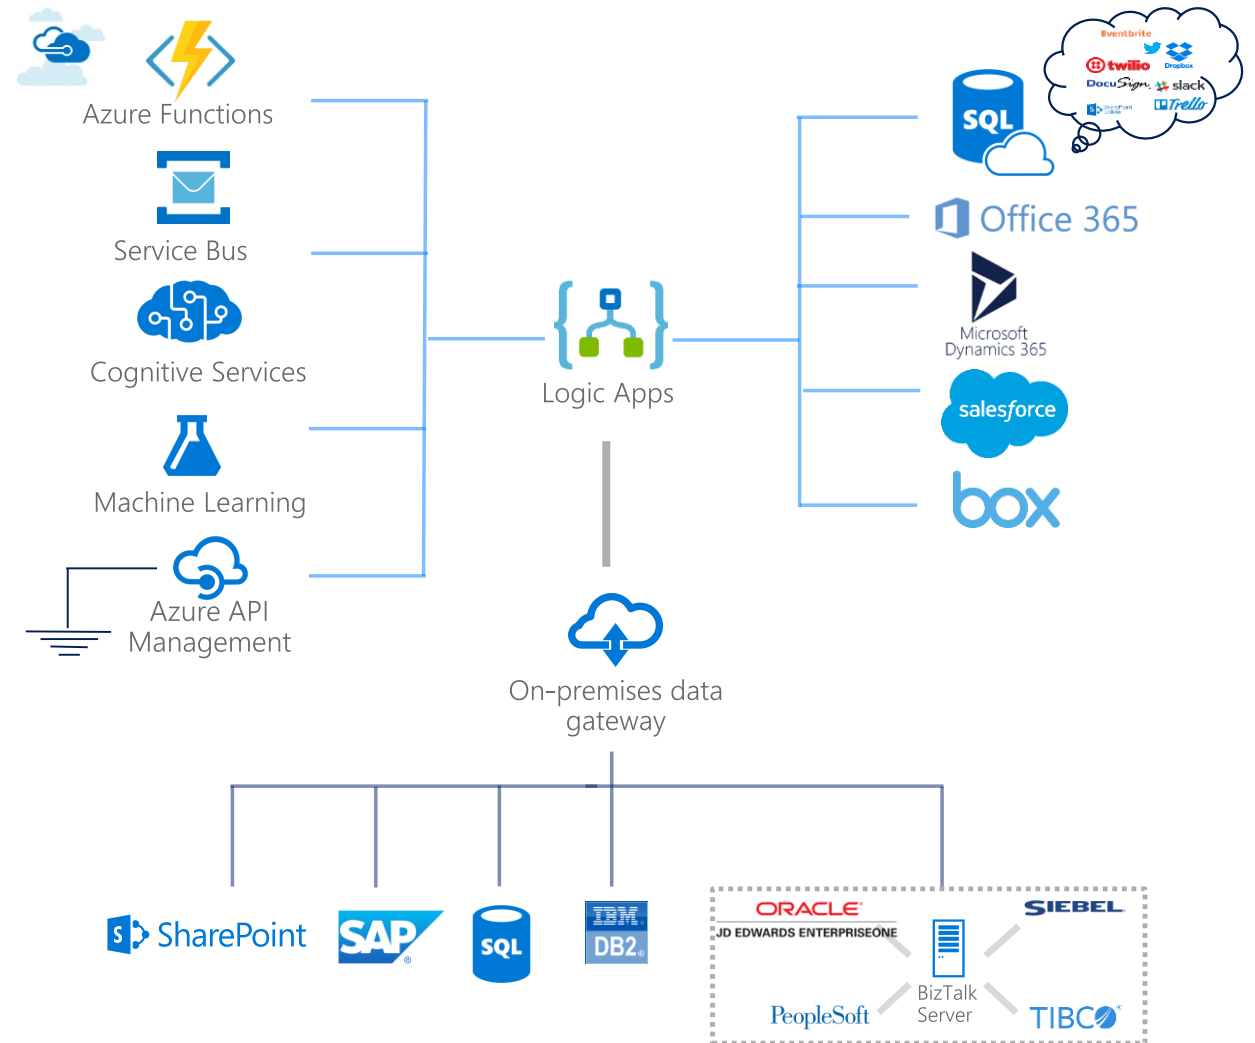 Azure Functions
Service Bus
Cognitive Services
Machine Learning
Azure API
Management
Logic Apps
On-premises data
gateway
Eventbrite
twilio
Dropbox
DocuSign.
slack
SharePoint
Online
Trello
SQL
Office 365
Microsoft
Dynamics 365
salesforce
box
SharePoint
SAP®
SQL
IBM®
DB2®
ORACLE®
JD EDWARDS ENTERPRISEONE
SIEBEL
BizTalk
Server
PeopleSoft
TIBCO